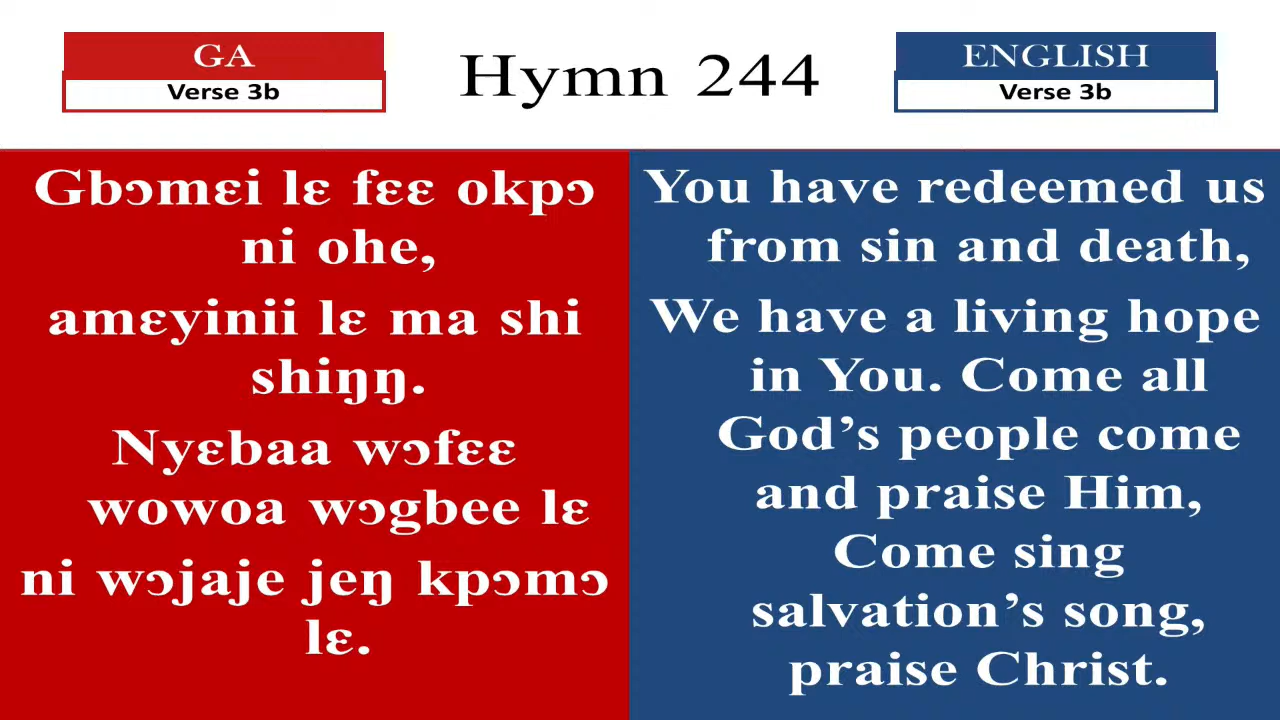 GA
Verse 3b
Hymn 244
ENGLISH
Verse 3b
Gbɔmɛi lɛ fɛɛ okpɔ
ni ohe,
amɛyinii lɛ ma shi
shiŋŋ.
Nyɛbaa wɔfɛɛ
wowoa wɔgbee lɛ
ni wɔjaje jeŋ kpɔmɔ
lɛ.
You have redeemed us
from sin and death,
We have a living hope
in You. Come all
God’s people come
and praise Him,
Come sing
salvation’s song,
praise Christ.